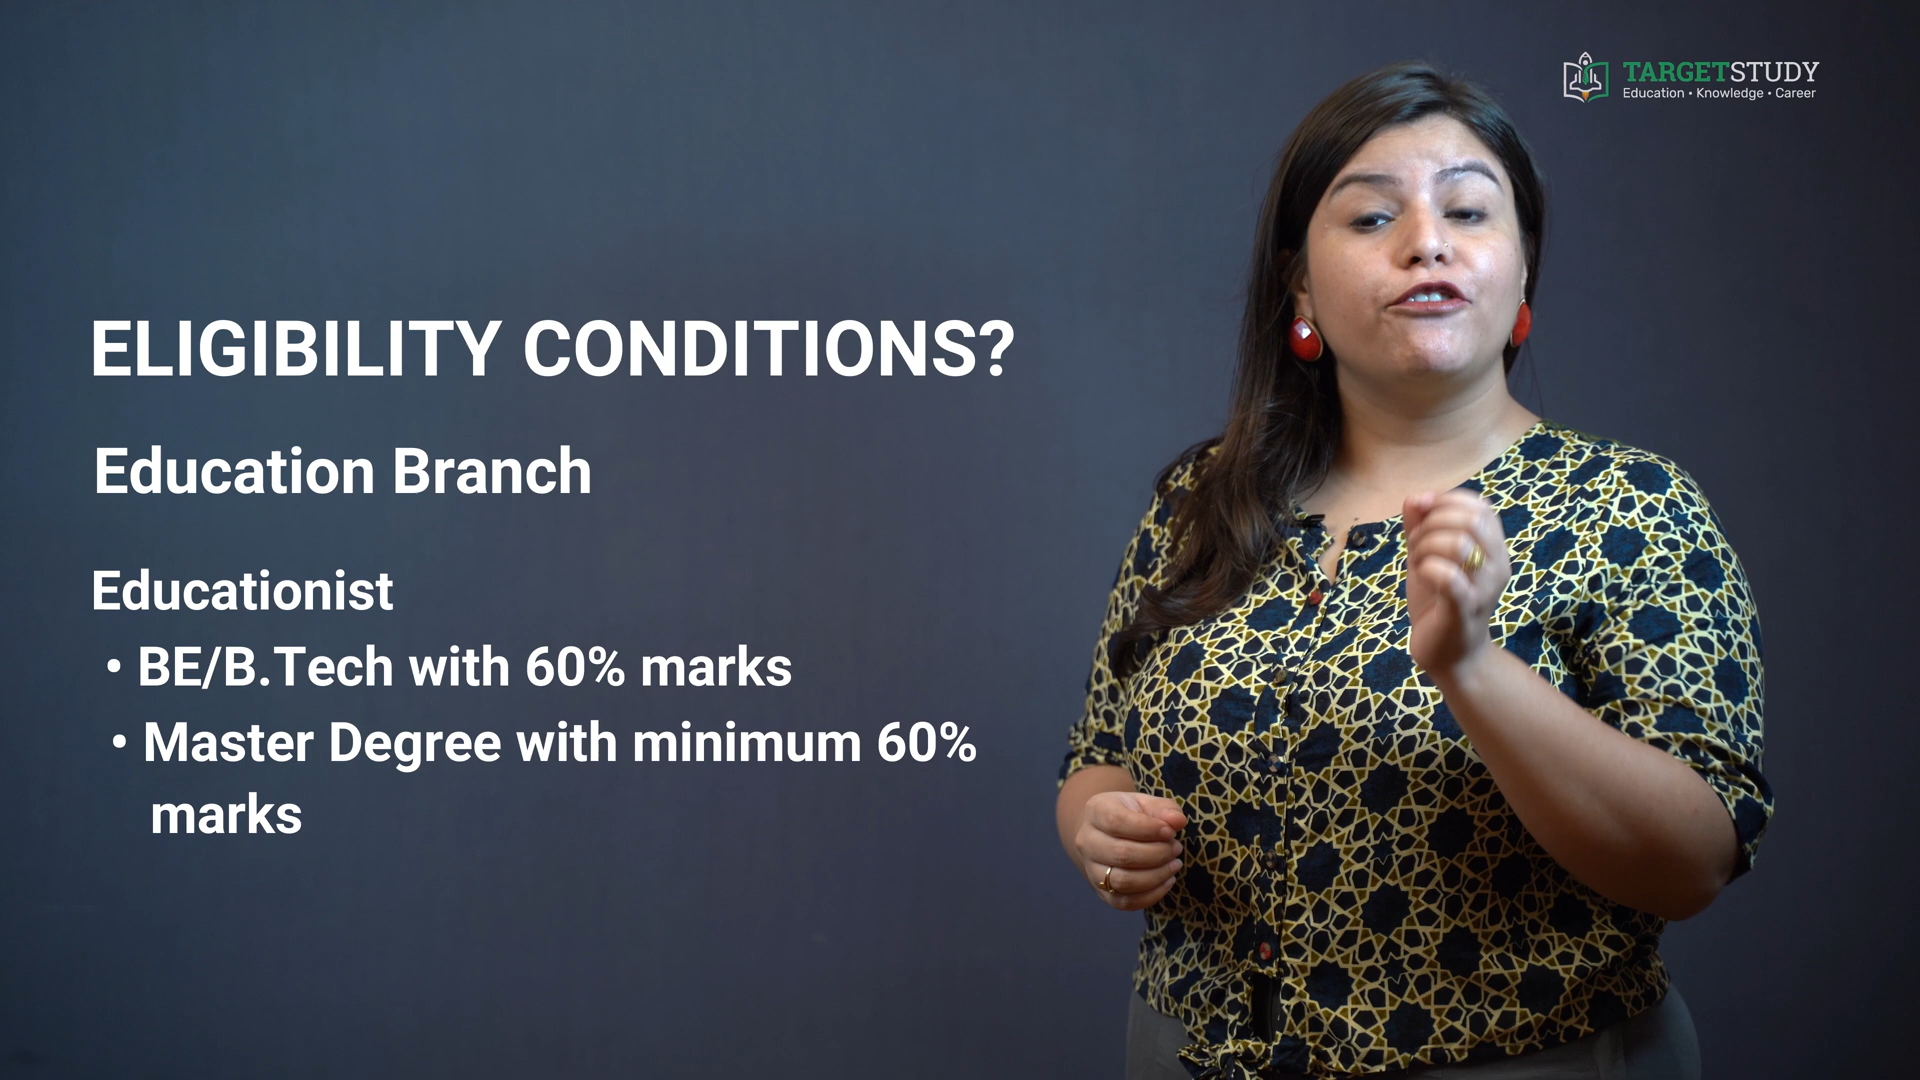 TARGETSTUDY
Education • Knowledge • Career
ELIGIBILITY CONDITIONS?
Education Branch
Educationist
• BE/B.Tech with 60% marks
• Master Degree with minimum 60%
marks